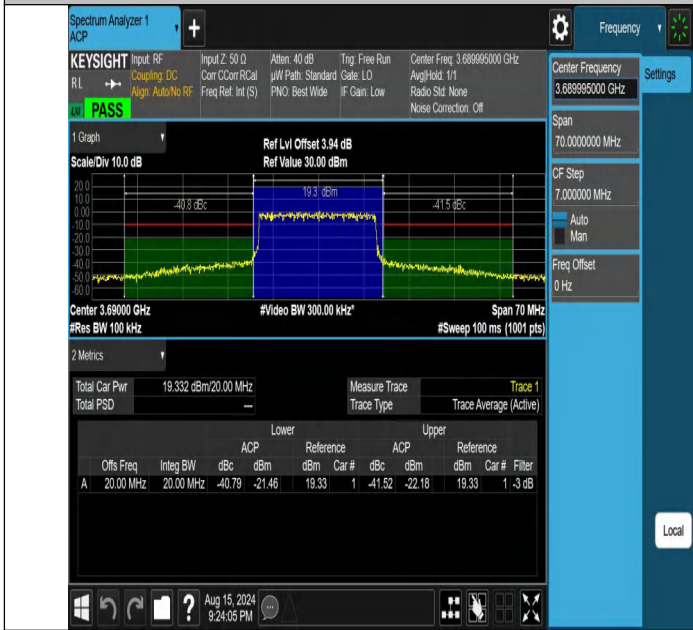 Spectrum Analyzer 1
ACP
Frequency
KEYSIGHT Input: RF Input Z: 50 Ω Atten: 40 dB Trig: Free Run Center Freq: 3.689995000 GHz
RL Coupling: DC Corr CCorr RCal µW Path: Standard Gate: LO Avg|Hold: 1/1
Align: Auto/No RF Freq Ref: Int (S) PNO: Best Wide IF Gain: Low Radio Std: None
Noise Correction: Off
PASS
Center Frequency
3.689995000 GHz
Settings
Span
70.0000000 MHz
CF Step
7.000000 MHz
Auto
Man
Freq Offset
0 Hz
Local
1 Graph
Ref Lvl Offset 3.94 dB
Scale/Div 10.0 dB Ref Value 30.00 dBm
20.0
10.0
0.00
-10.0
-20.0
-30.0
-40.0
-50.0
-60.0
-40.8 dBc 19.3 dBm -41.5 dBc
Center 3.69000 GHz #Video BW 300.00 kHz* Span 70 MHz
#Res BW 100 kHz #Sweep 100 ms (1001 pts)
2 Metrics
Total Car Pwr 19.332 dBm/20.00 MHz Measure Trace Trace 1
Total PSD --- Trace Type Trace Average (Active)
Lower Upper
ACP Reference ACP Reference
Offs Freq Integ BW dBc dBm dBm Car # dBc dBm dBm Car # Filter
A 20.00 MHz 20.00 MHz -40.79 -21.46 19.33 1 -41.52 -22.18 19.33 1 -3 dB
Aug 15, 2024
9:24:05 PM